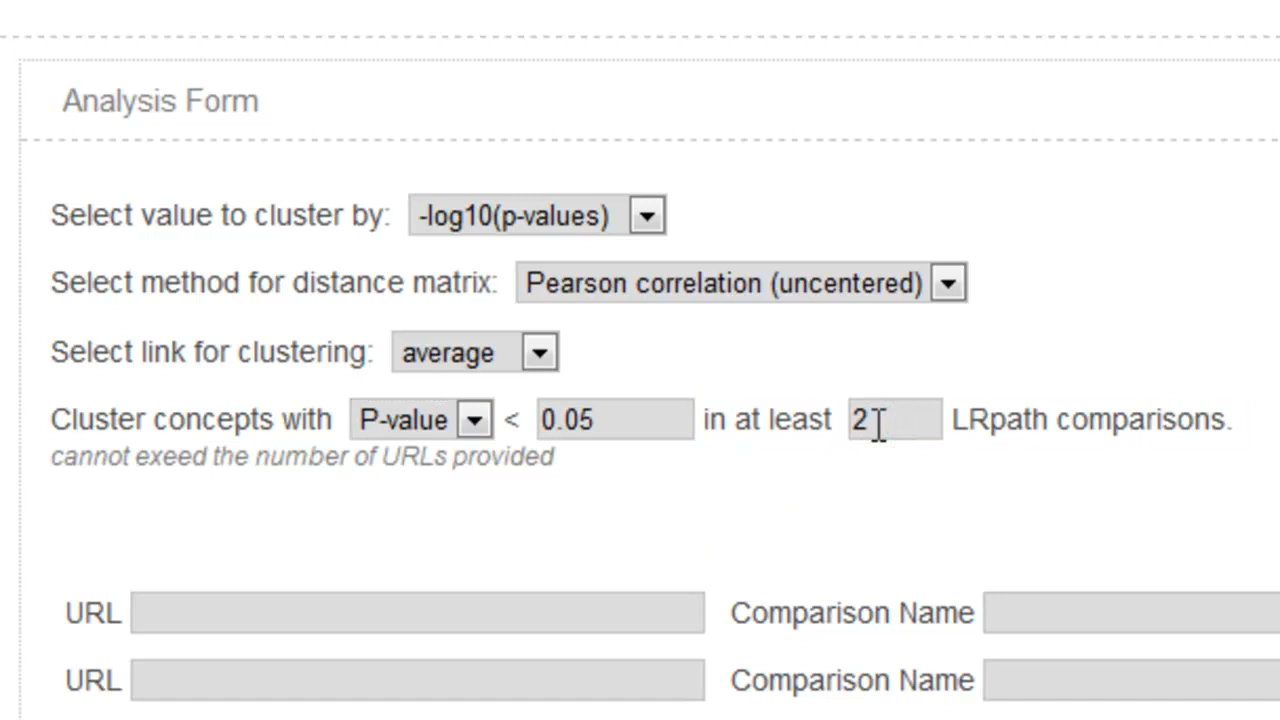 Analysis Form
Select value to cluster by: -log10(p-values)
Select method for distance matrix: Pearson correlation (uncentered)
Select link for clustering: average
Cluster concepts with P-value < 0.05 in at least 2 LRpath comparisons.
cannot exeed the number of URLs provided
URL Comparison Name
URL Comparison Name